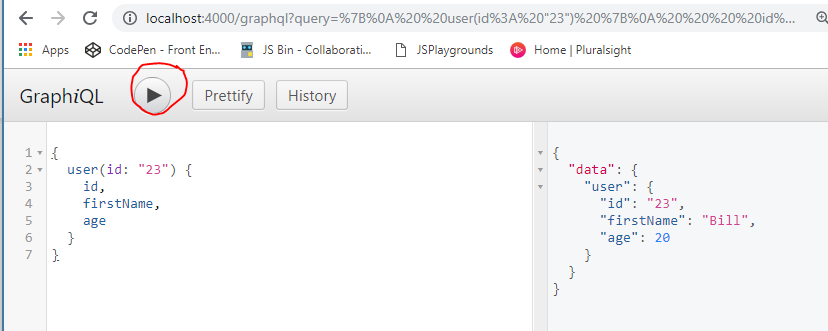 localhost:4000/graphql?query=%7B%0A%20%20user(id%3A%20"23")%20%7B%0A%20%20%20%20id%...
Apps CodePen - Front En... JS Bin - Collaborati... JSPlaygrounds Home | Pluralsight
GraphiQL Prettify History
1 {
2 user(id: "23") {
3 id,
4 firstName,
5 age
6 }
7 }
{
"data": {
"user": {
"id": "23",
"firstName": "Bill",
"age": 20
}
}
}